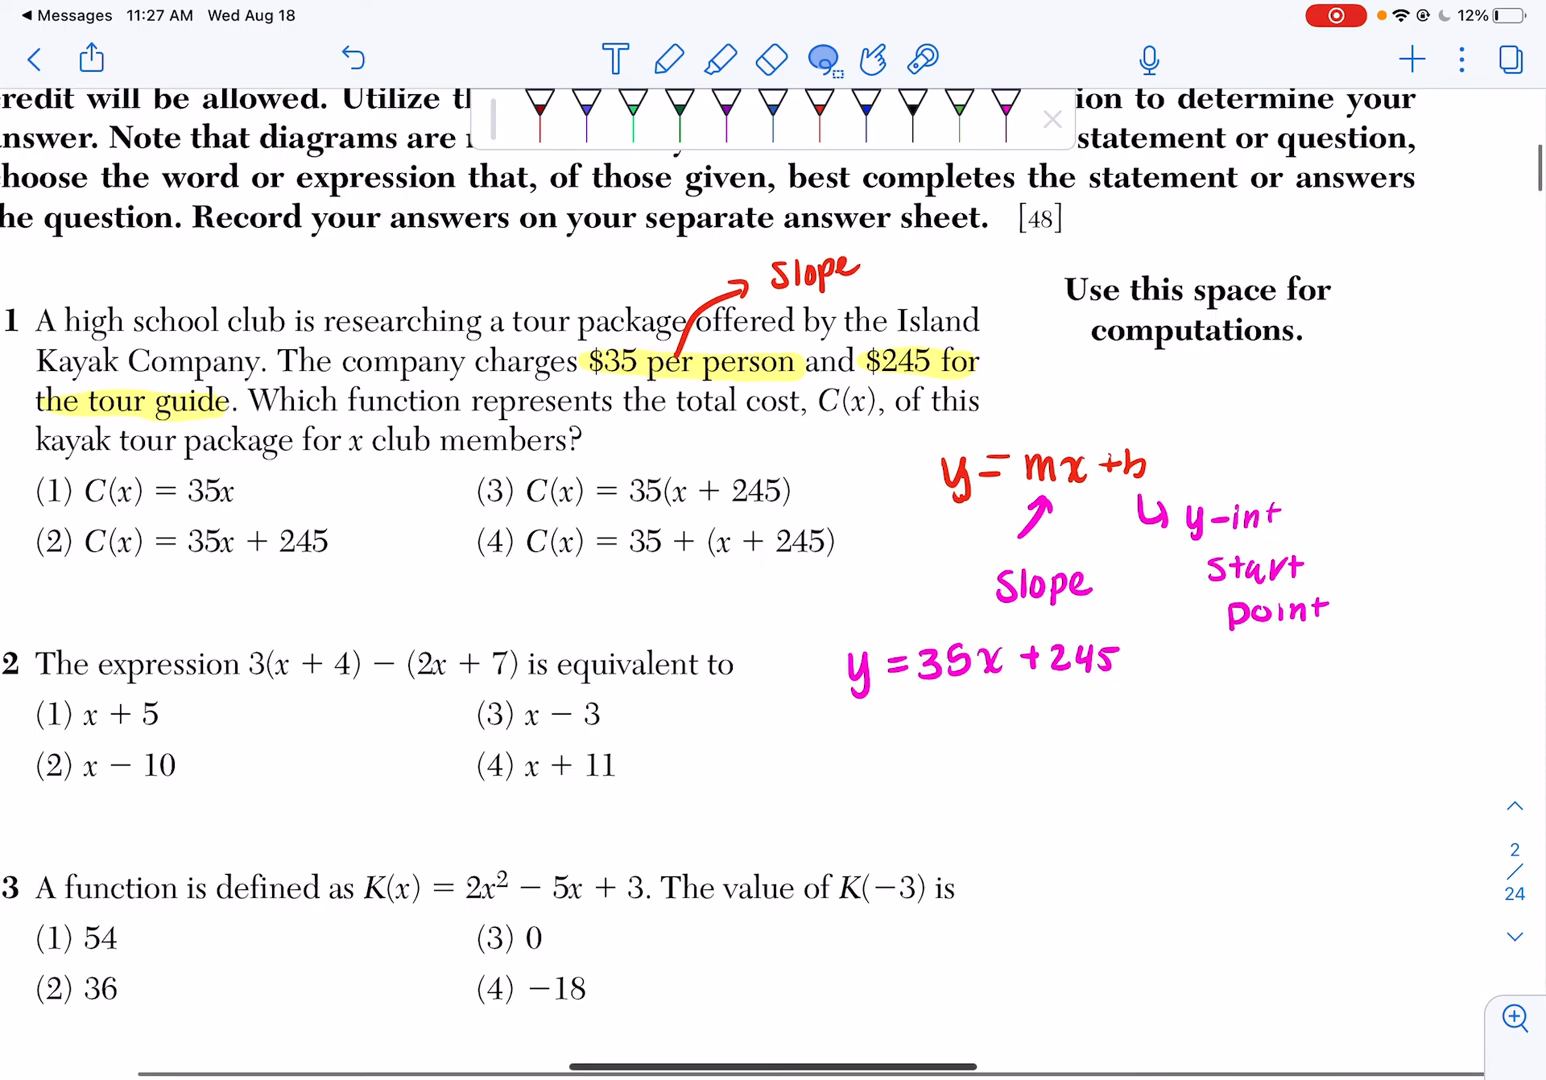 Messages 11:27 AM Wed Aug 18
12%
redit will be allowed. Utilize tl ion to determine your
nswer. Note that diagrams are statement or question,
hoose the word or expression that, of those given, best completes the statement or answers
he question. Record your answers on your separate answer sheet. [48]
Slope
Use this space for
computations.
1 A high school club is researching a tour package offered by the Island
Kayak Company. The company charges $35 per person and $245 for
the tour guide. Which function represents the total cost, C(x), of this
kayak tour package for x club members?
(1) C(x) = 35x (3) C(x) = 35(x + 245)
(2) C(x) = 35x + 245 (4) C(x) = 35 + (x + 245)
y = mx + b
y-int
start
point
Slope
y = 35x + 245
2 The expression 3(x + 4) − (2x + 7) is equivalent to
(1) x + 5 (3) x − 3
(2) x − 10 (4) x + 11
3 A function is defined as K(x) = 2x² − 5x + 3. The value of K(−3) is
(1) 54 (3) 0
(2) 36 (4) −18
2
/
24